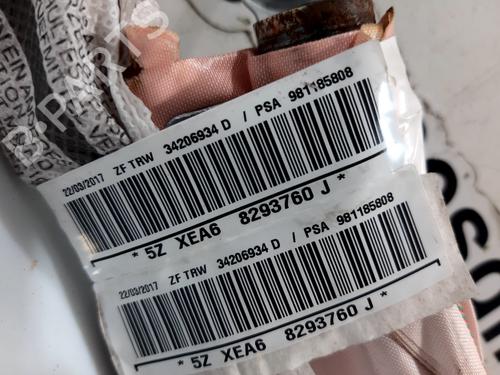 22/03/2017 ZF TRW 34206934 D / PSA 981185808
* 5Z XEA6 8293760 J *
22/03/2017 ZF TRW 34206934 D / PSA 981185808
* 5Z XEA6 8293760 J *
B-PARTS